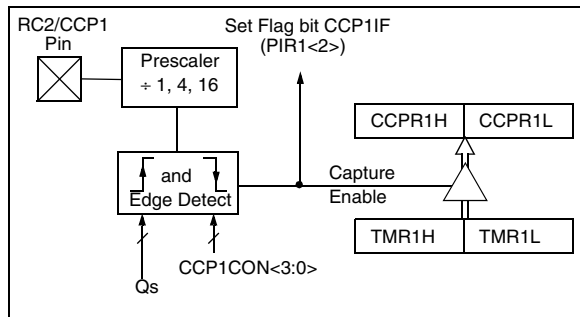 RC2/CCP1
Pin
Prescaler
÷ 1, 4, 16
Set Flag bit CCP1IF
(PIR1<2>)
CCPR1H
CCPR1L
and
Edge Detect
Capture
Enable
TMR1H
TMR1L
CCP1CON<3:0>
Qs